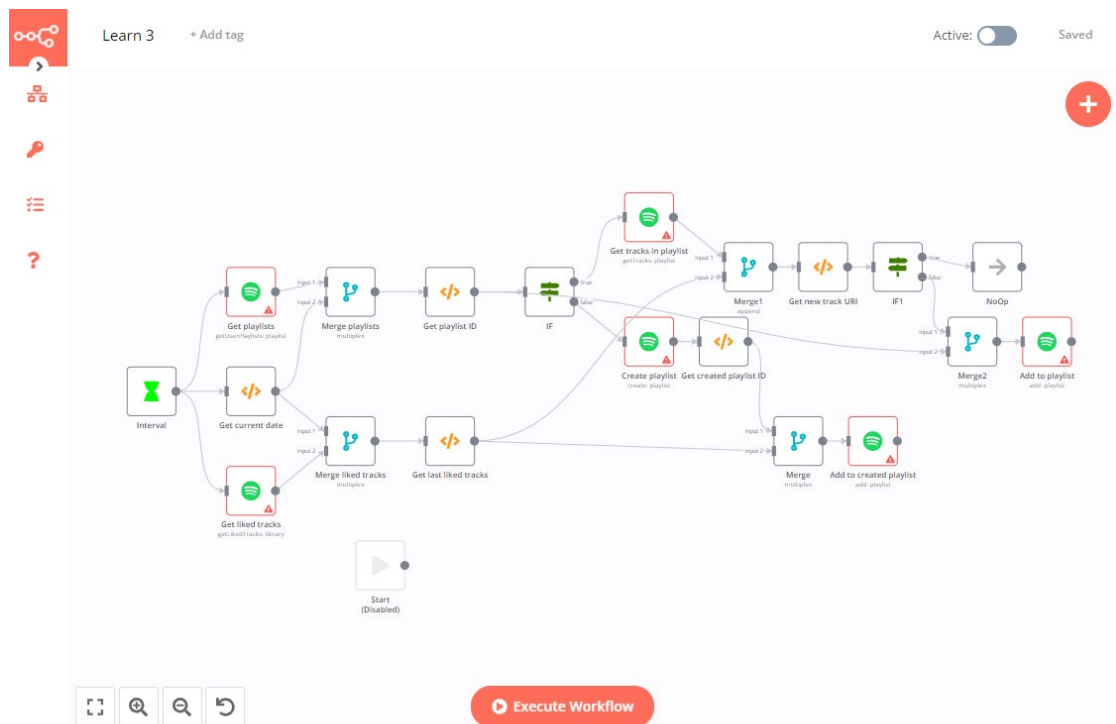 Learn 3
+ Add tag
Active:
Saved
Get tracks in playlist
getTracks: playlist
input 1
input 2
Merge1
append
Get new track URI
true
false
IF1
NoOp
Get playlists
getUserPlaylists: playlist
input 1
input 2
Merge playlists
multiplex
Get playlist ID
true
false
IF
Create playlist
create: playlist
Get created playlist ID
input 1
input 2
Merge2
multiplex
Add to playlist
add: playlist
Interval
Get current date
input 1
input 2
Merge liked tracks
multiplex
Get last liked tracks
input 1
input 2
Merge
multiplex
Add to created playlist
add: playlist
Get liked tracks
getLikedTracks: library
Start
(Disabled)
Execute Workflow